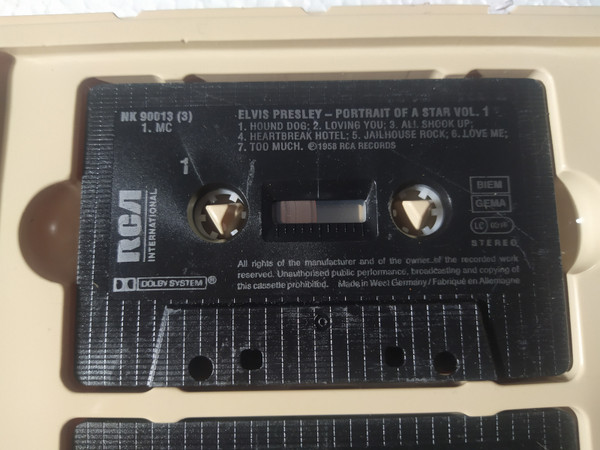 NK 90013 (3)
1. MC
ELVIS PRESLEY – PORTRAIT OF A STAR VOL. 1
1. HOUND DOG; 2. LOVING YOU; 3. ALL SHOOK UP;
4. HEARTBREAK HOTEL; 5. JAILHOUSE ROCK; 6. LOVE ME;
7. TOO MUCH. ℗1958 RCA RECORDS
1
RCA
INTERNATIONAL
BIEM
GEMA
LC
STEREO
All rights of the manufacturer and of the owner of the recorded work
reserved. Unauthorised public performance, broadcasting and copying of
this cassette prohibited. Made in West Germany / Fabriqué en Allemagne
DOLBY SYSTEM ®